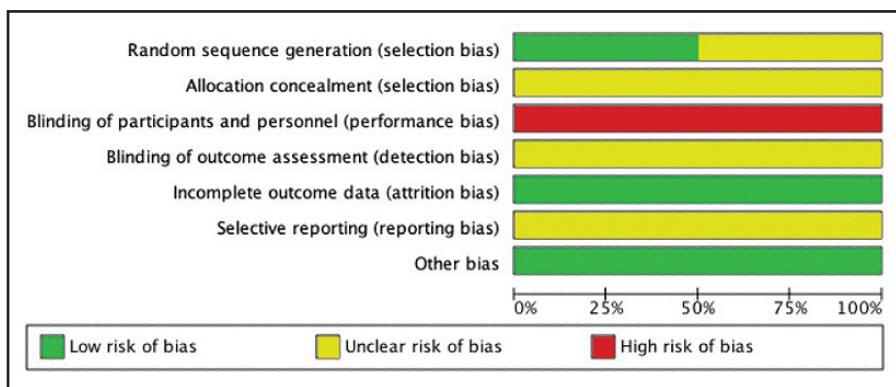 Random sequence generation (selection bias)
Allocation concealment (selection bias)
Blinding of participants and personnel (performance bias)
Blinding of outcome assessment (detection bias)
Incomplete outcome data (attrition bias)
Selective reporting (reporting bias)
Other bias
0% 25% 50% 75% 100%
Low risk of bias Unclear risk of bias High risk of bias